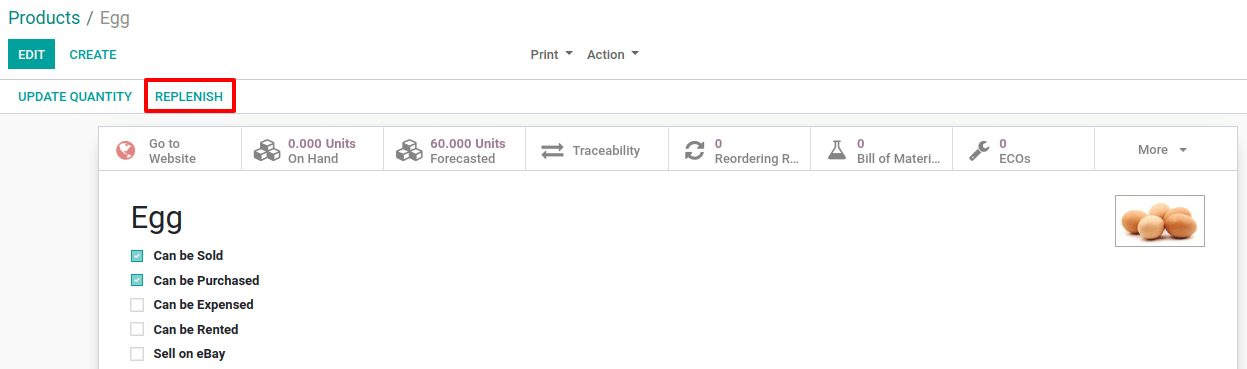 Products / Egg
EDIT CREATE Print Action
UPDATE QUANTITY REPLENISH
Go to Website
0.000 Units On Hand
60.000 Units Forecasted
Traceability
0 Reordering R...
0 Bill of Materi...
0 ECOs
More
Egg
Can be Sold
Can be Purchased
Can be Expensed
Can be Rented
Sell on eBay